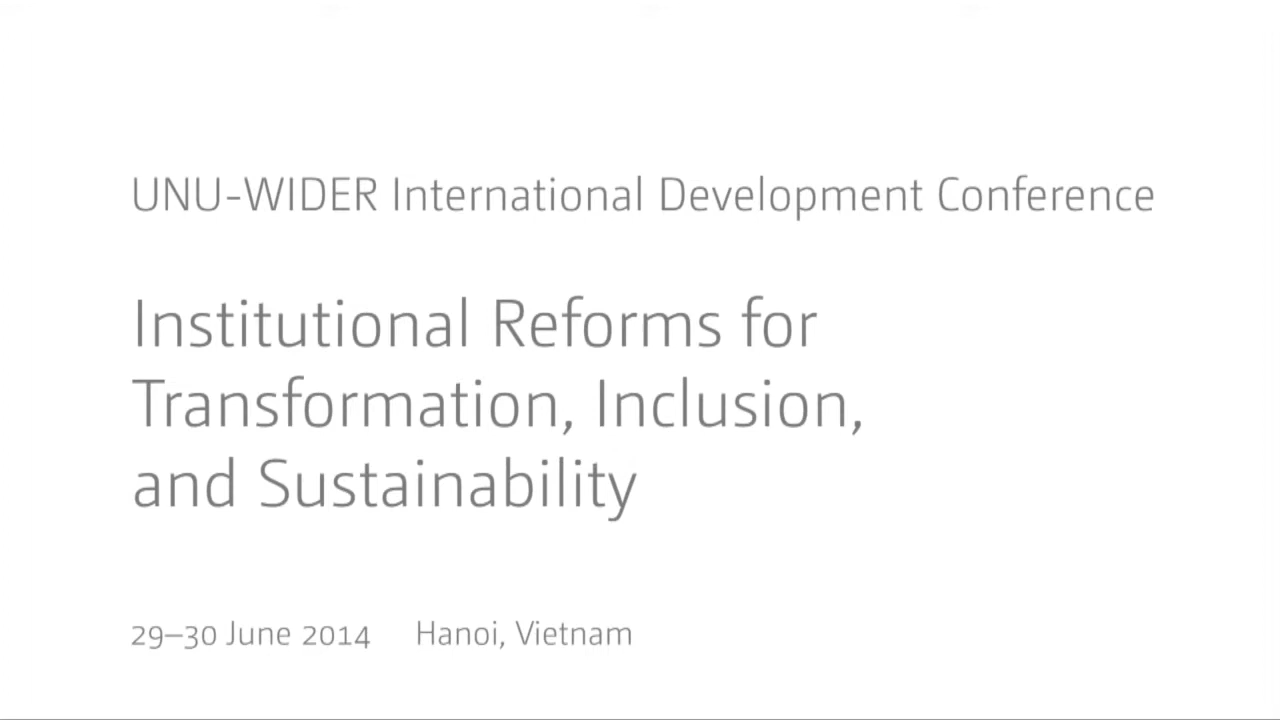 UNU-WIDER International Development Conference
Institutional Reforms for
Transformation, Inclusion,
and Sustainability
29–30 June 2014 Hanoi, Vietnam